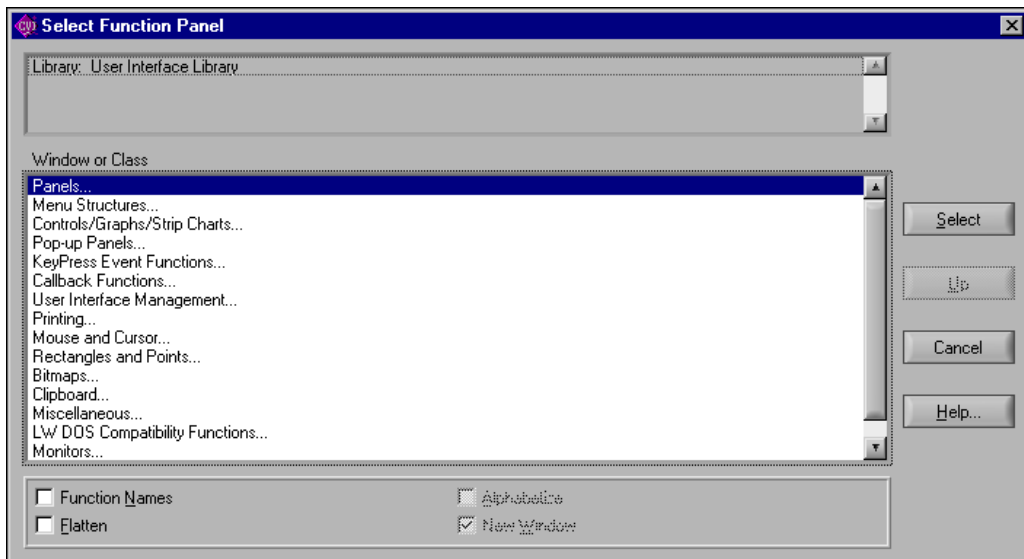 CVI Select Function Panel
Library: User Interface Library
Window or Class
Panels...
Menu Structures...
Controls/Graphs/Strip Charts...
Pop-up Panels...
KeyPress Event Functions...
Callback Functions...
User Interface Management...
Printing...
Mouse and Cursor...
Rectangles and Points...
Bitmaps...
Clipboard...
Miscellaneous...
LW DOS Compatibility Functions...
Monitors...
Select
Up
Cancel
Help...
Function Names
Alphabetize
Flatten
New Window